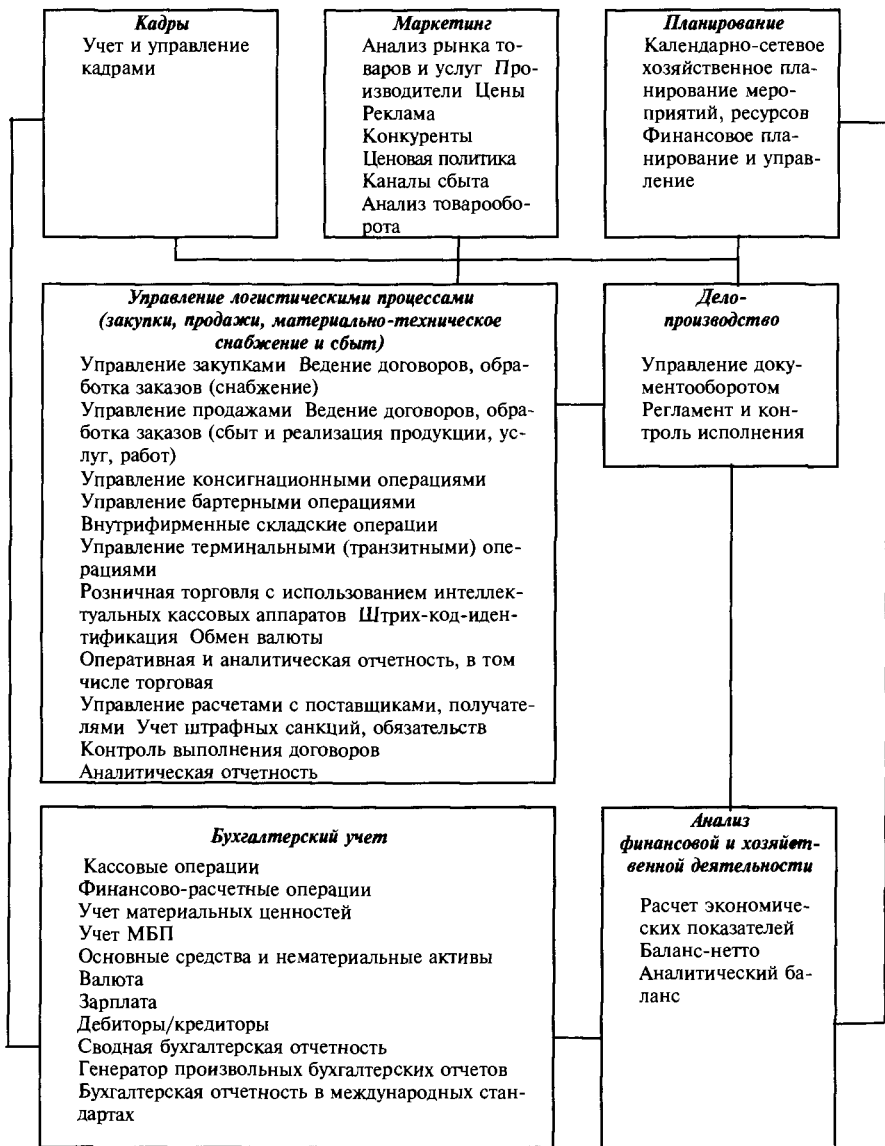 Кадры
Учет и управление
кадрами
Маркетинг
Анализ рынка то-
варов и услуг Про-
изводители Цены
Реклама
Конкуренты
Ценовая политика
Каналы сбыта
Анализ товарообо-
рота
Планирование
Календарно-сетевое
хозяйственное пла-
нирование меро-
приятий, ресурсов
Финансовое пла-
нирование и управ-
ление
Управление логистическими процессами
(закупки, продажи, материально-техническое
снабжение и сбыт)
Управление закупками Ведение договоров, обра-
ботка заказов (снабжение)
Управление продажами Ведение договоров, обра-
ботка заказов (сбыт и реализация продукции, ус-
луг, работ)
Управление консигнационными операциями
Управление бартерными операциями
Внутрифирменные складские операции
Управление терминальными (транзитными) опе-
рациями
Розничная торговля с использованием интеллек-
туальных кассовых аппаратов Штрих-код-иден-
тификация Обмен валюты
Оперативная и аналитическая отчетность, в том
числе торговая
Управление расчетами с поставщиками, получате-
лями Учет штрафных санкций, обязательств
Контроль выполнения договоров
Аналитическая отчетность
Дело-
производство
Управление доку-
ментооборотом
Регламент и кон-
троль исполнения
Бухгалтерский учет
Кассовые операции
Финансово-расчетные операции
Учет материальных ценностей
Учет МБП
Основные средства и нематериальные активы
Валюта
Зарплата
Дебиторы/кредиторы
Сводная бухгалтерская отчетность
Генератор произвольных бухгалтерских отчетов
Бухгалтерская отчетность в международных стан-
дартах
Анализ
финансовой и хозяйст-
венной деятельности
Расчет экономиче-
ских показателей
Баланс-нетто
Аналитический ба-
ланс